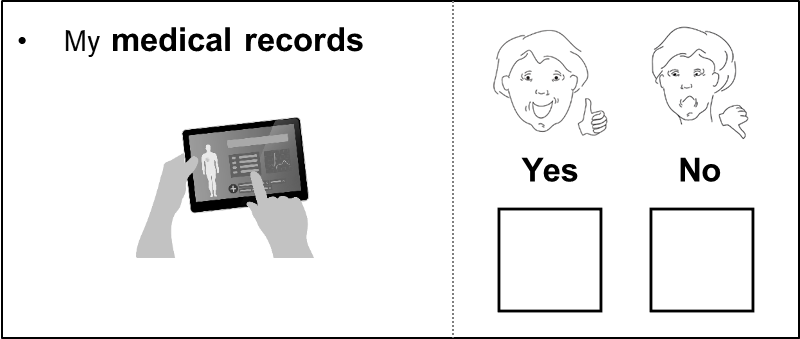 • My medical records
Yes No